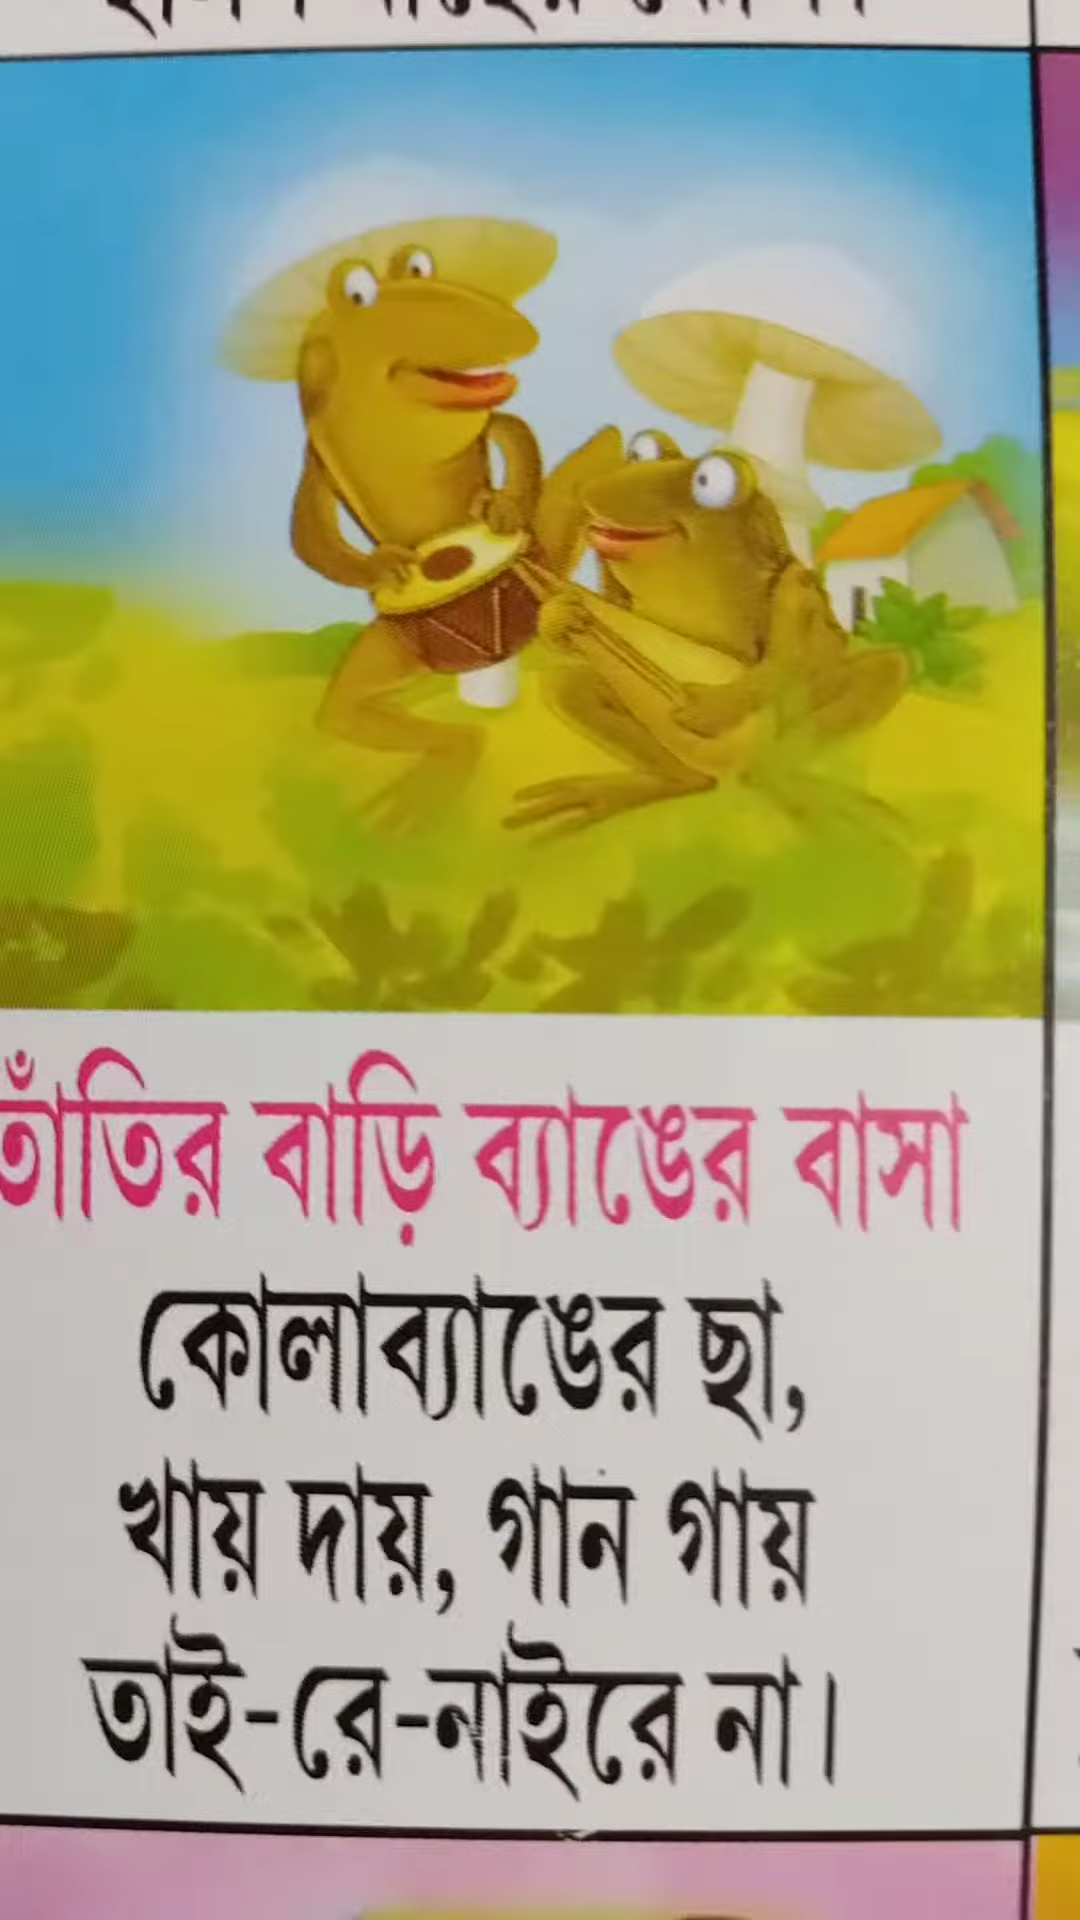 তাঁতির বাড়ি ব্যাঙের বাসা
কোলাব্যাঙের ছা,
খায় দায়, গান গায়
তাই-রে-নাইরে না।